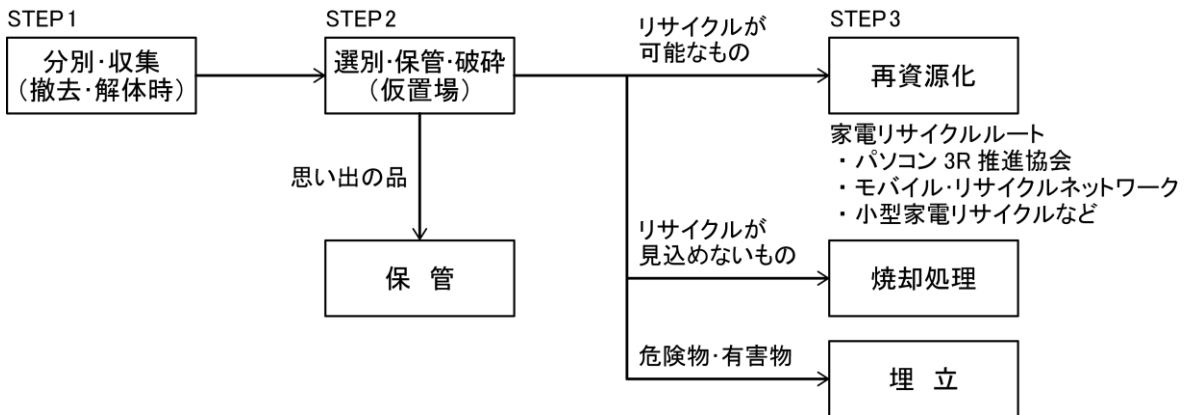 STEP1
分別・収集
(撤去・解体時)
STEP2
選別・保管・破砕
(仮置場)
思い出の品
保 管
リサイクルが
可能なもの
リサイクルが
見込めないもの
危険物・有害物
STEP3
再資源化
家電リサイクルルート
・ パソコン 3R 推進協会
・ モバイル・リサイクルネットワーク
・ 小型家電リサイクルなど
焼却処理
埋 立